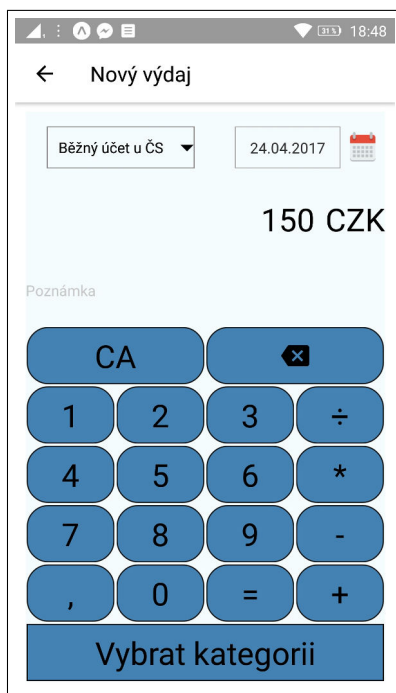 31% 18:48
Nový výdaj
Běžný účet u ČS 24.04.2017
150 CZK
Poznámka
CA
1 2 3 ÷
4 5 6 *
7 8 9 -
, 0 = +
Vybrat kategorii